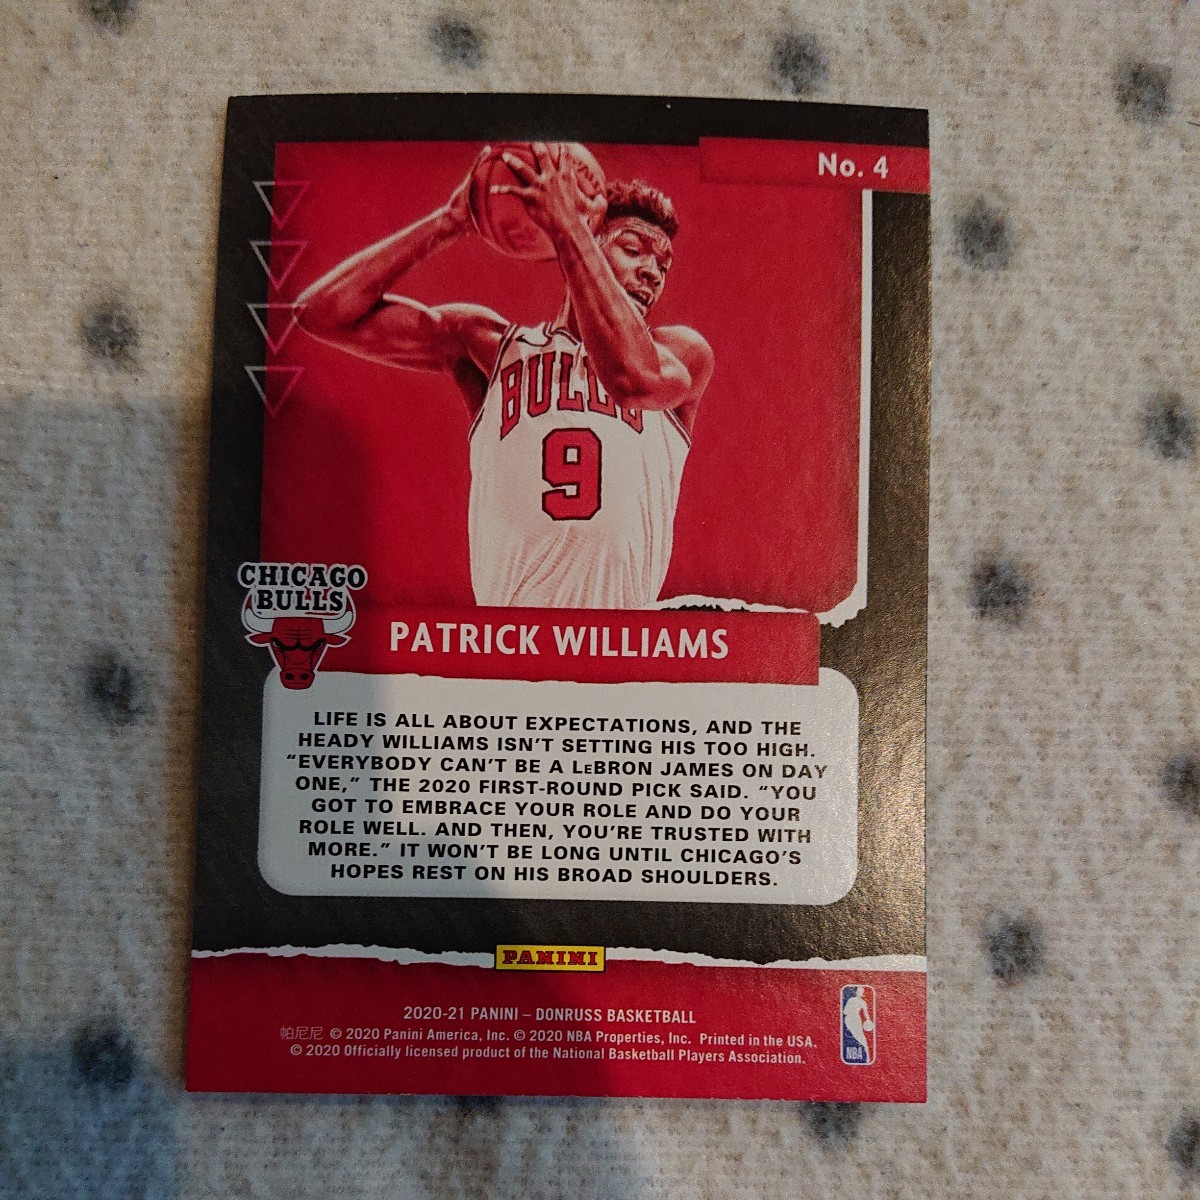 No. 4
BULLS
9
CHICAGO
BULLS
PATRICK WILLIAMS
LIFE IS ALL ABOUT EXPECTATIONS, AND THE
HEADY WILLIAMS ISN'T SETTING HIS TOO HIGH.
“EVERYBODY CAN'T BE A LeBRON JAMES ON DAY
ONE,” THE 2020 FIRST-ROUND PICK SAID. “YOU
GOT TO EMBRACE YOUR ROLE AND DO YOUR
ROLE WELL. AND THEN, YOU'RE TRUSTED WITH
MORE.” IT WON'T BE LONG UNTIL CHICAGO'S
HOPES REST ON HIS BROAD SHOULDERS.
PANINI
2020-21 PANINI – DONRUSS BASKETBALL
帕尼尼 © 2020 Panini America, Inc. © 2020 NBA Properties, Inc. Printed in the USA.
© 2020 Officially licensed product of the National Basketball Players Association.
NBA